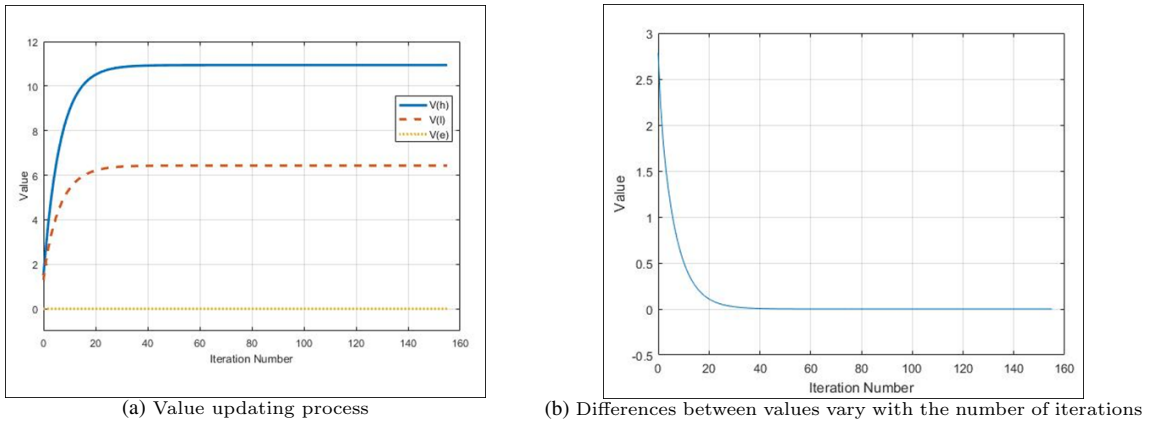 12
10
8
6
4
2
0
Value
0 20 40 60 80 100 120 140 160
Iteration Number
V(h)
V(l)
V(e)
(a) Value updating process
3
2.5
2
1.5
1
0.5
0
-0.5
Value
0 20 40 60 80 100 120 140 160
Iteration Number
(b) Differences between values vary with the number of iterations